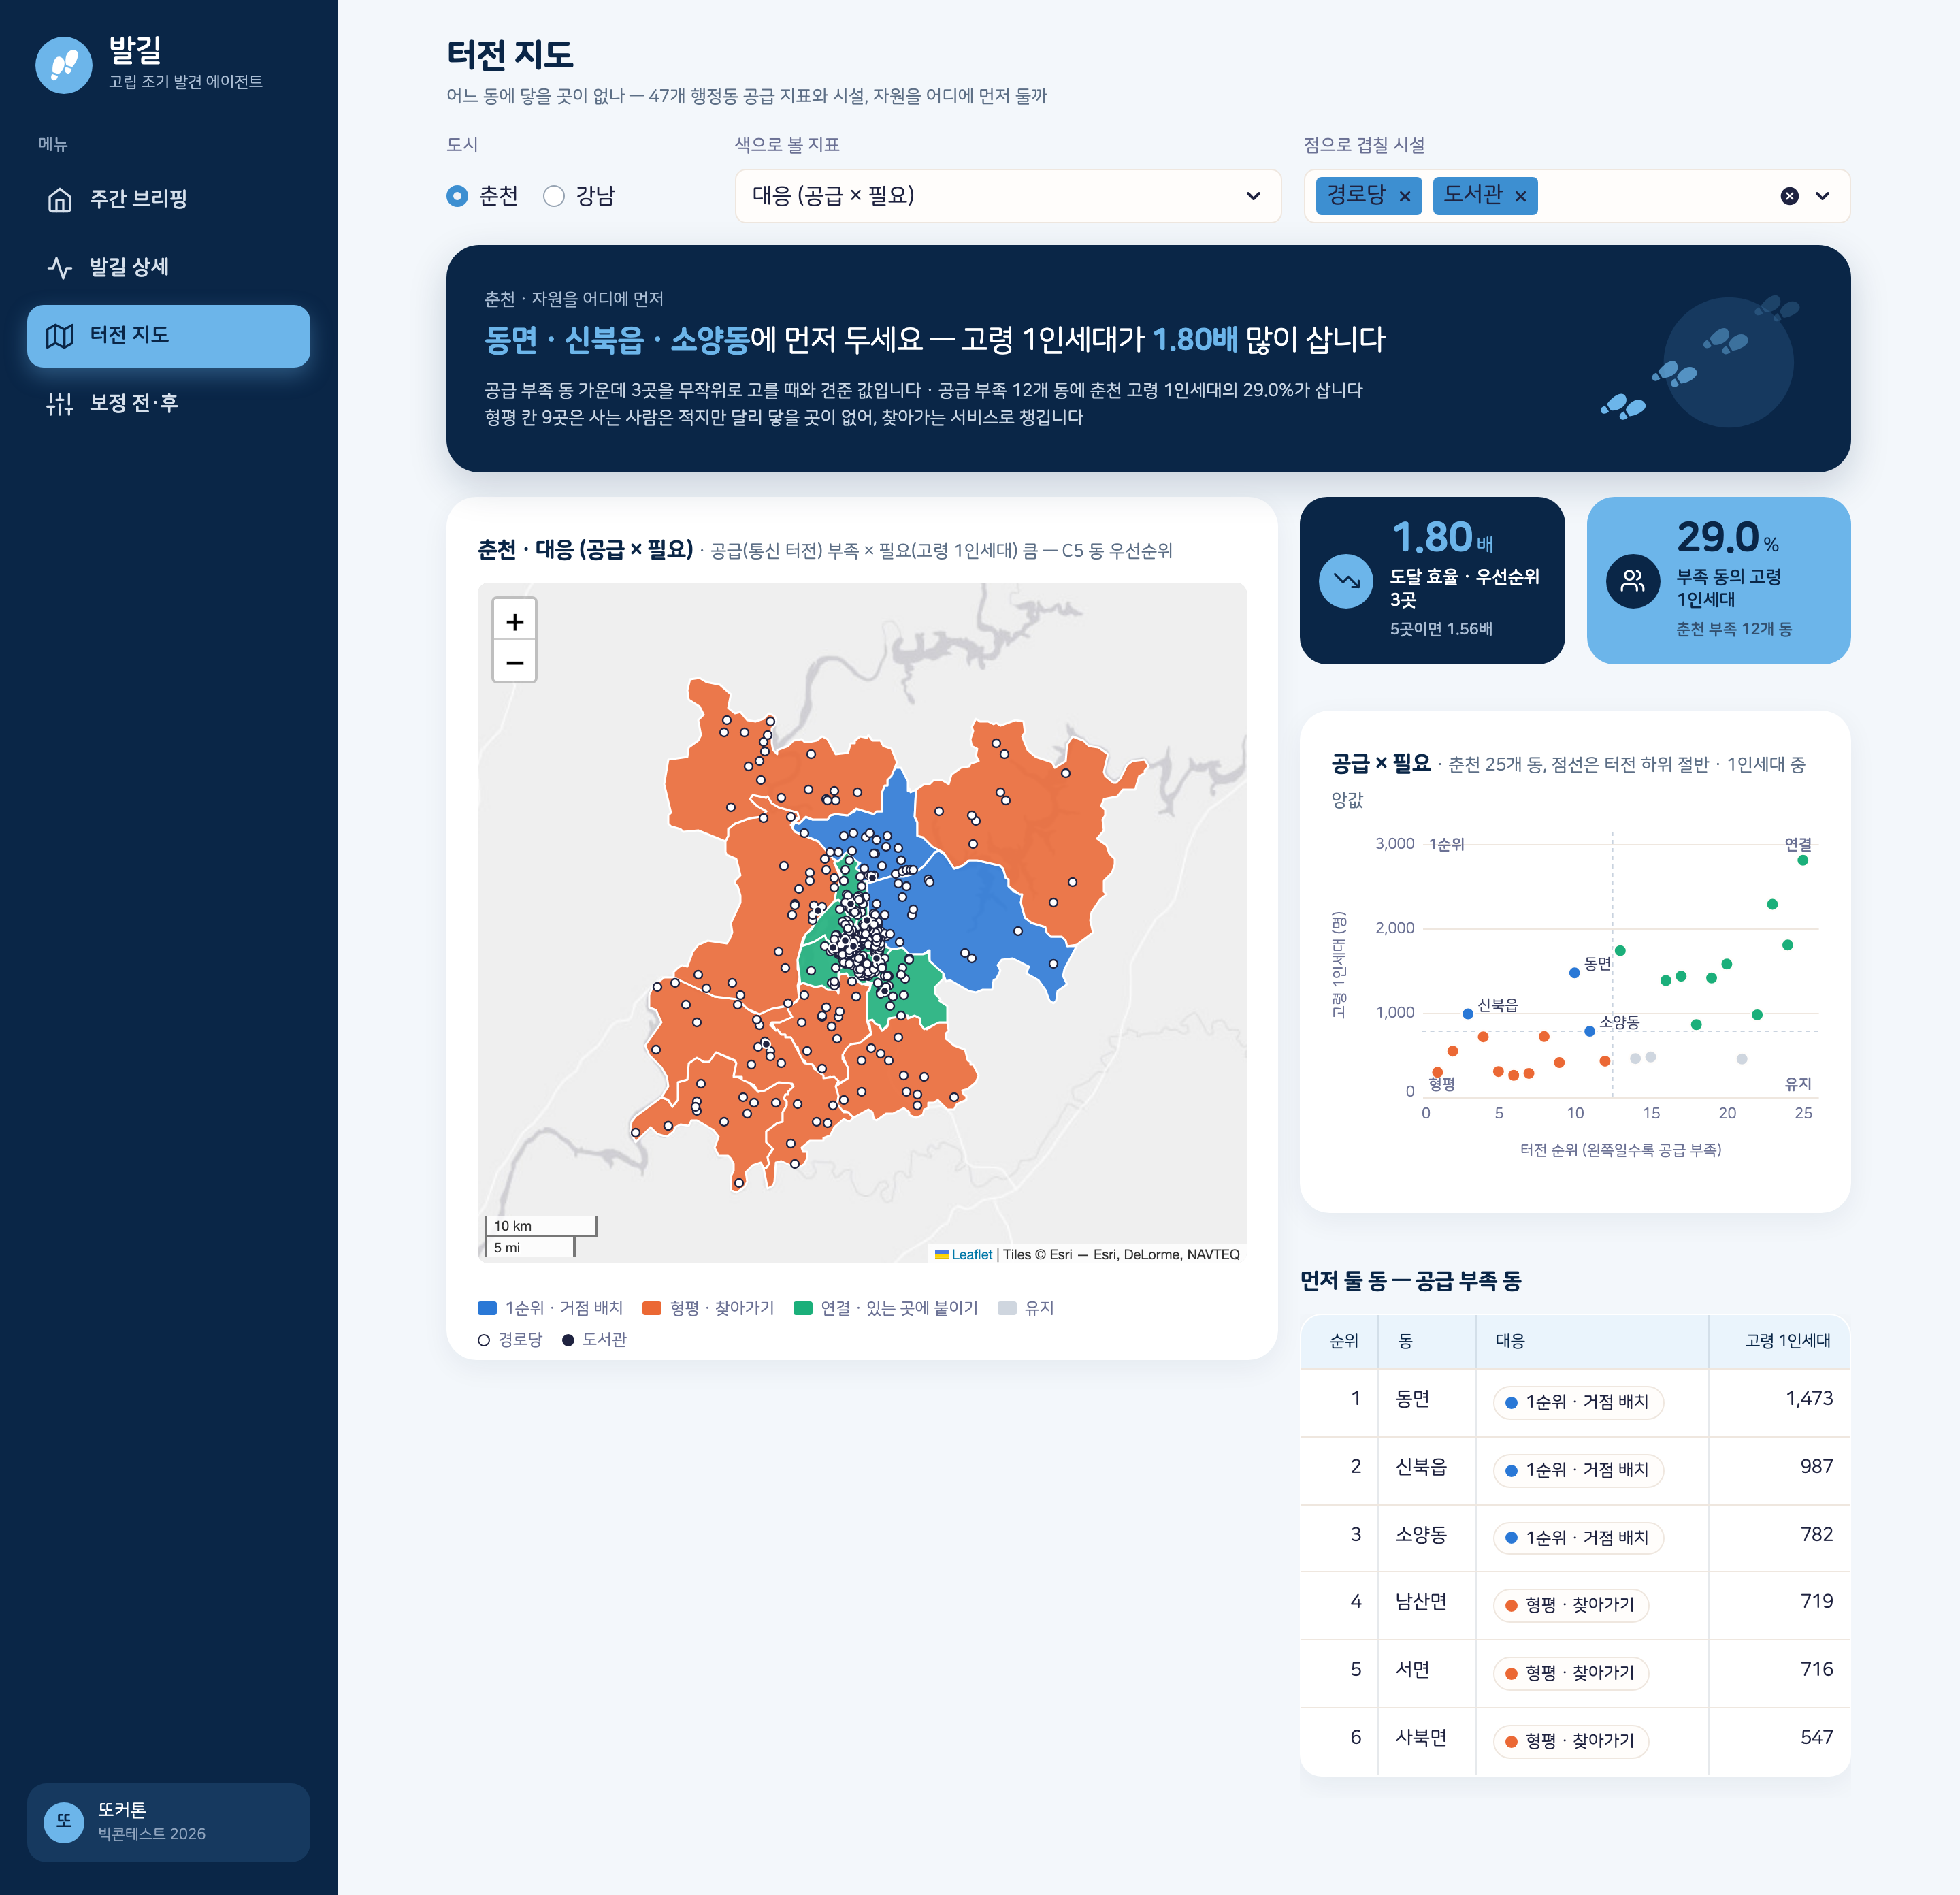 발길
고립 조기 발견 에이전트
메뉴
주간 브리핑
발길 상세
터전 지도
보정 전·후
또
또커톤
빅콘테스트 2026
터전 지도
어느 동에 닿을 곳이 없나 — 47개 행정동 공급 지표와 시설, 자원을 어디에 먼저 둘까
도시
춘천
강남
색으로 볼 지표
대응 (공급 × 필요)
점으로 겹칠 시설
경로당 ×
도서관 ×
춘천 · 자원을 어디에 먼저
동면 · 신북읍 · 소양동에 먼저 두세요 — 고령 1인세대가 1.80배 많이 삽니다
공급 부족 동 가운데 3곳을 무작위로 고를 때와 견준 값입니다 · 공급 부족 12개 동에 춘천 고령 1인세대의 29.0%가 삽니다
형평 칸 9곳은 사는 사람은 적지만 달리 닿을 곳이 없어, 찾아가는 서비스로 챙깁니다
춘천 · 대응 (공급 × 필요) · 공급(통신 터전) 부족 × 필요(고령 1인세대) 큼 — C5 동 우선순위
+
−
10 km
5 mi
Leaflet | Tiles © Esri — Esri, DeLorme, NAVTEQ
1순위 · 거점 배치
형평 · 찾아가기
연결 · 있는 곳에 붙이기
유지
경로당
도서관
1.80 배
도달 효율 · 우선순위
3곳
5곳이면 1.56배
29.0 %
부족 동의 고령
1인세대
춘천 부족 12개 동
공급 × 필요 · 춘천 25개 동, 점선은 터전 하위 절반 · 1인세대 중
앙값
고령 1인세대 (명)
3,000
2,000
1,000
0
1순위
연결
동면
신북읍
소양동
형평
유지
0 5 10 15 20 25
터전 순위 (왼쪽일수록 공급 부족)
먼저 둘 동 — 공급 부족 동
순위 동 대응 고령 1인세대
1 동면 1순위 · 거점 배치 1,473
2 신북읍 1순위 · 거점 배치 987
3 소양동 1순위 · 거점 배치 782
4 남산면 형평 · 찾아가기 719
5 서면 형평 · 찾아가기 716
6 사북면 형평 · 찾아가기 547